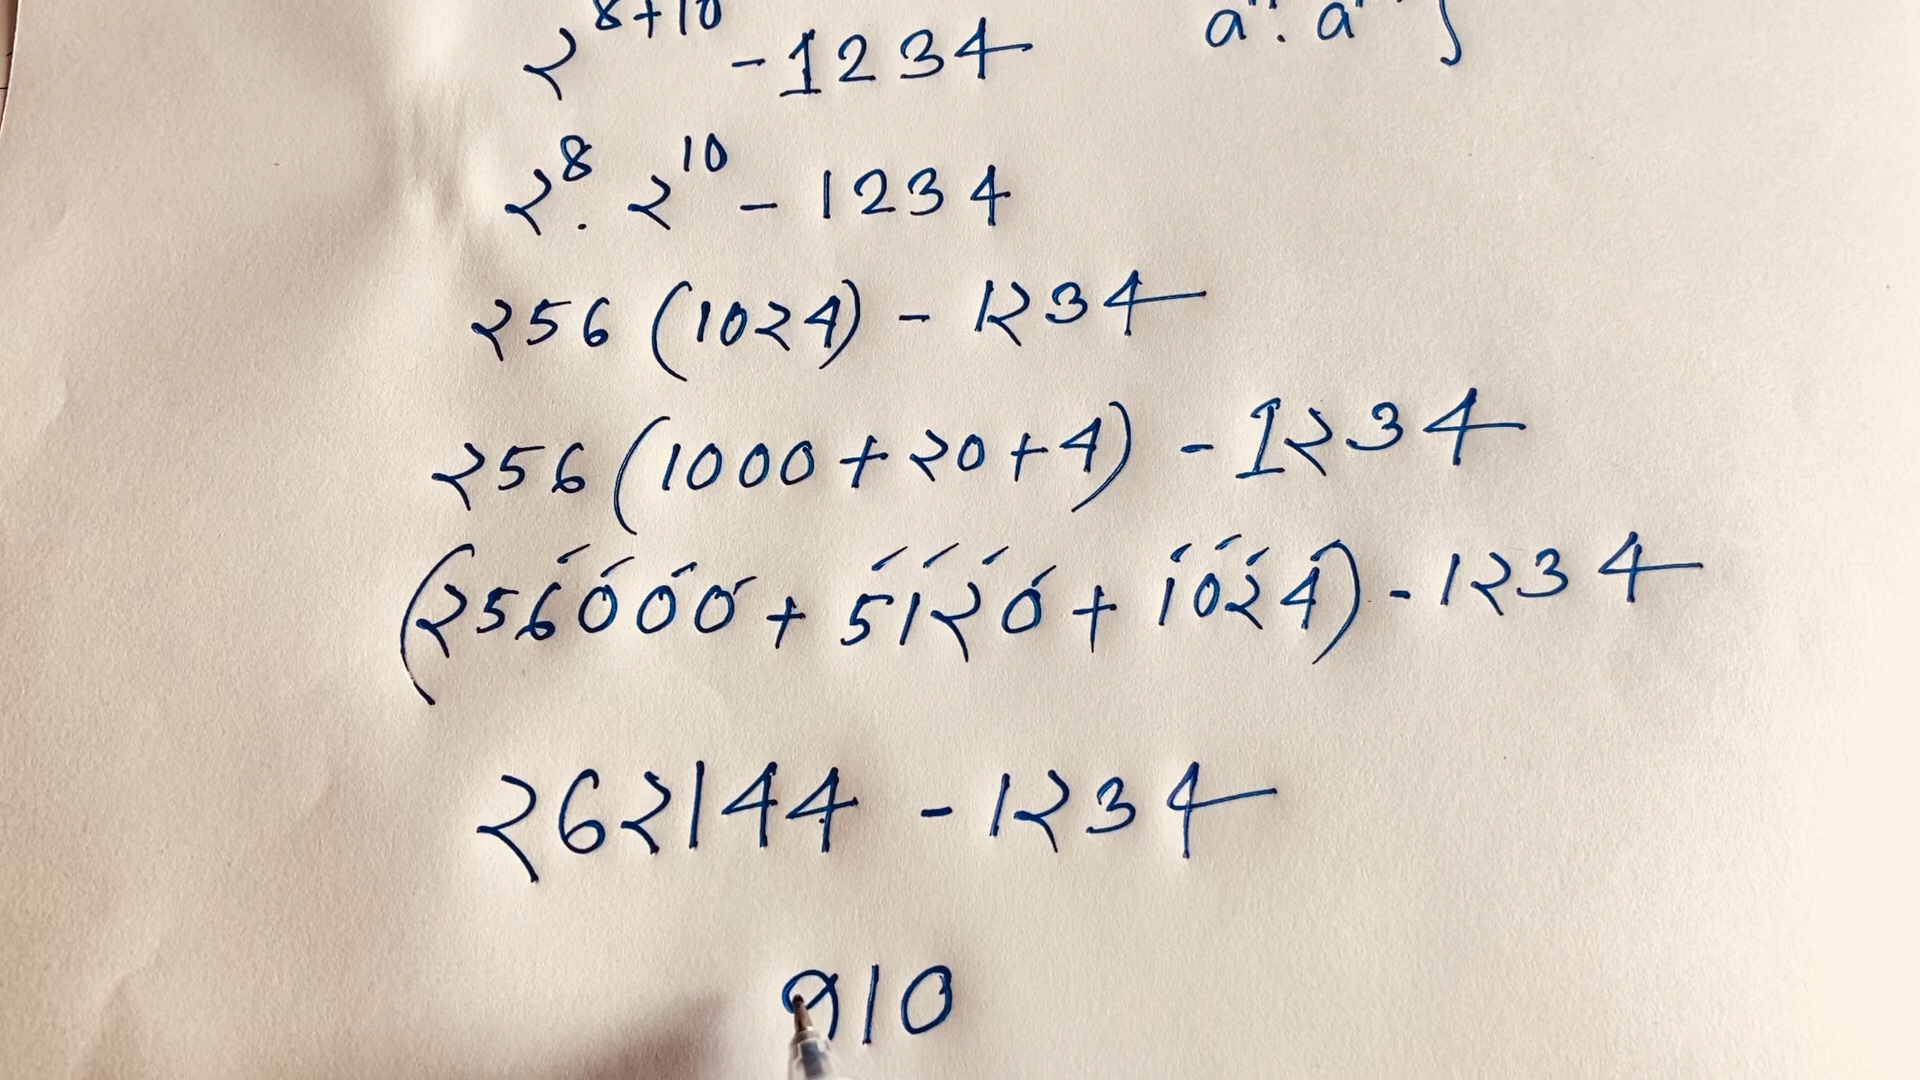 2^{8+10} - 1234
2^8 . 2^{10} - 1234
256 (1024) - 1234
256 (1000 + 20 + 4) - 1234
(256000 + 5120 + 1024) - 1234
262144 - 1234
910